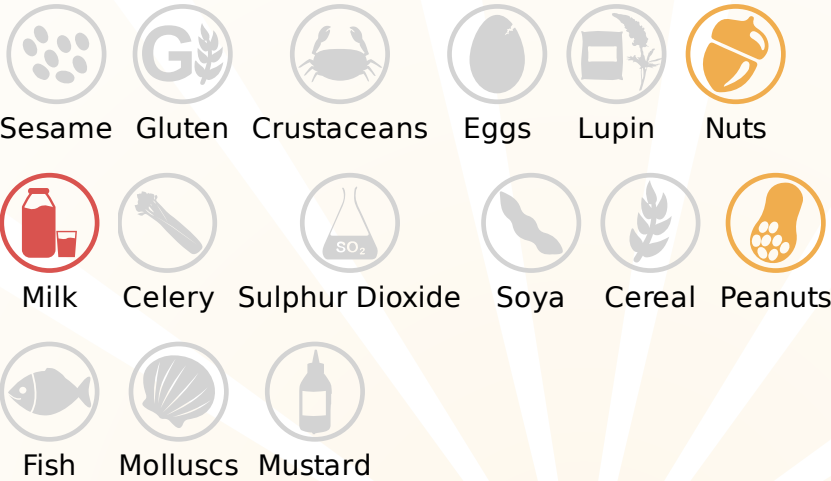 G
Sesame Gluten Crustaceans Eggs Lupin Nuts
SO₂
Milk Celery Sulphur Dioxide Soya Cereal Peanuts
Fish Molluscs Mustard